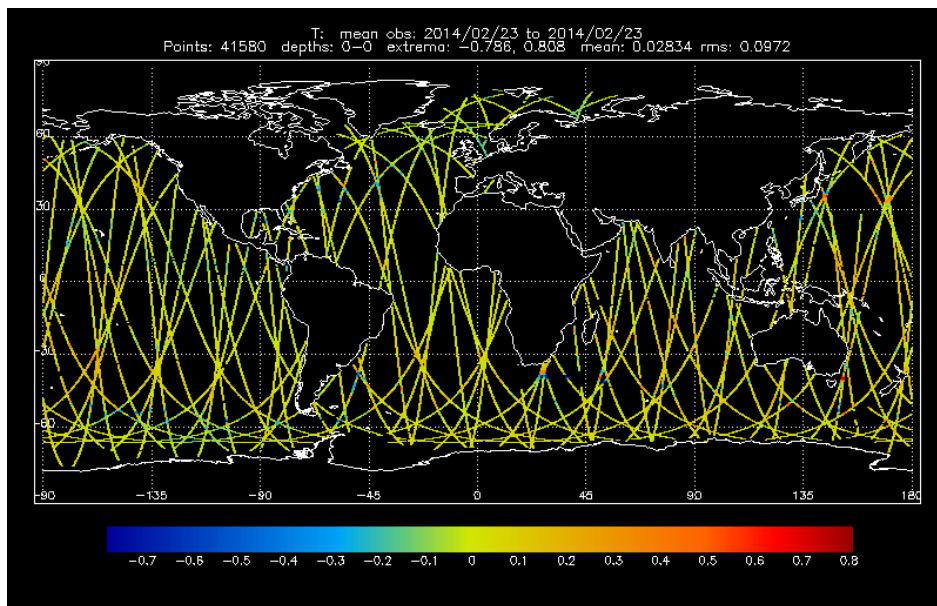 T: mean obs: 2014/02/23 to 2014/02/23
Points: 41580 depths: 0-0 extrema: -0.786, 0.808 mean: 0.02834 rms: 0.0972
90
60
30
0
-30
-60
-90 -135 -90 -45 0 45 90 135 180
-0.7 -0.6 -0.5 -0.4 -0.3 -0.2 -0.1 0 0.1 0.2 0.3 0.4 0.5 0.6 0.7 0.8